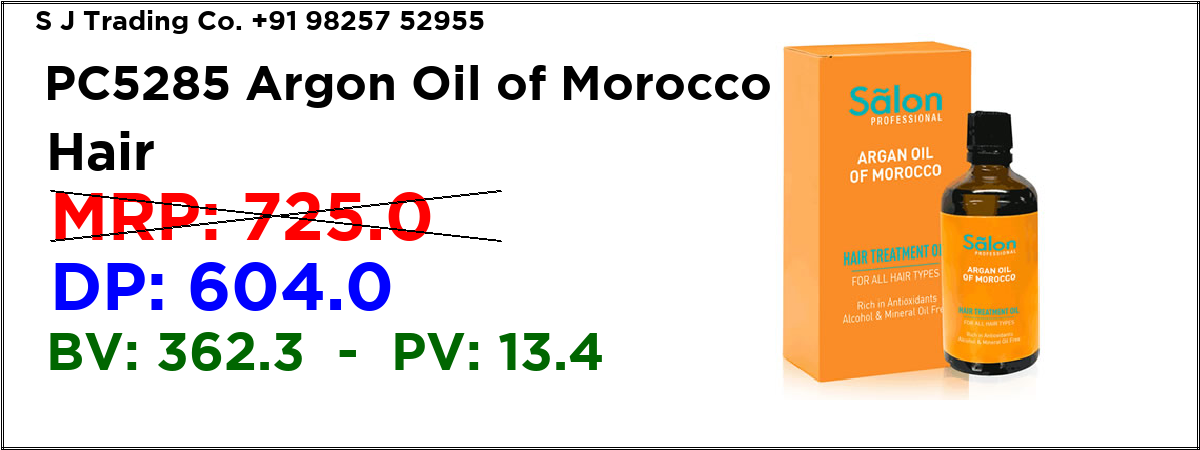 S J Trading Co. +91 98257 52955
PC5285 Argon Oil of Morocco
Hair
MRP: 725.0
DP: 604.0
BV: 362.3 - PV: 13.4
Sãlon
PROFESSIONAL
ARGAN OIL
OF MOROCCO
HAIR TREATMENT OI
FOR ALL HAIR TYPES
Rich in Antioxidants
Alcohol & Mineral Oil Fre
Sãlon
PROFESSIONAL
ARGAN OIL
OF MOROCCO
HAIR TREATMENT OIL
FOR ALL HAIR TYPES
Rich in Antioxidants
Alcohol & Mineral Oil Free